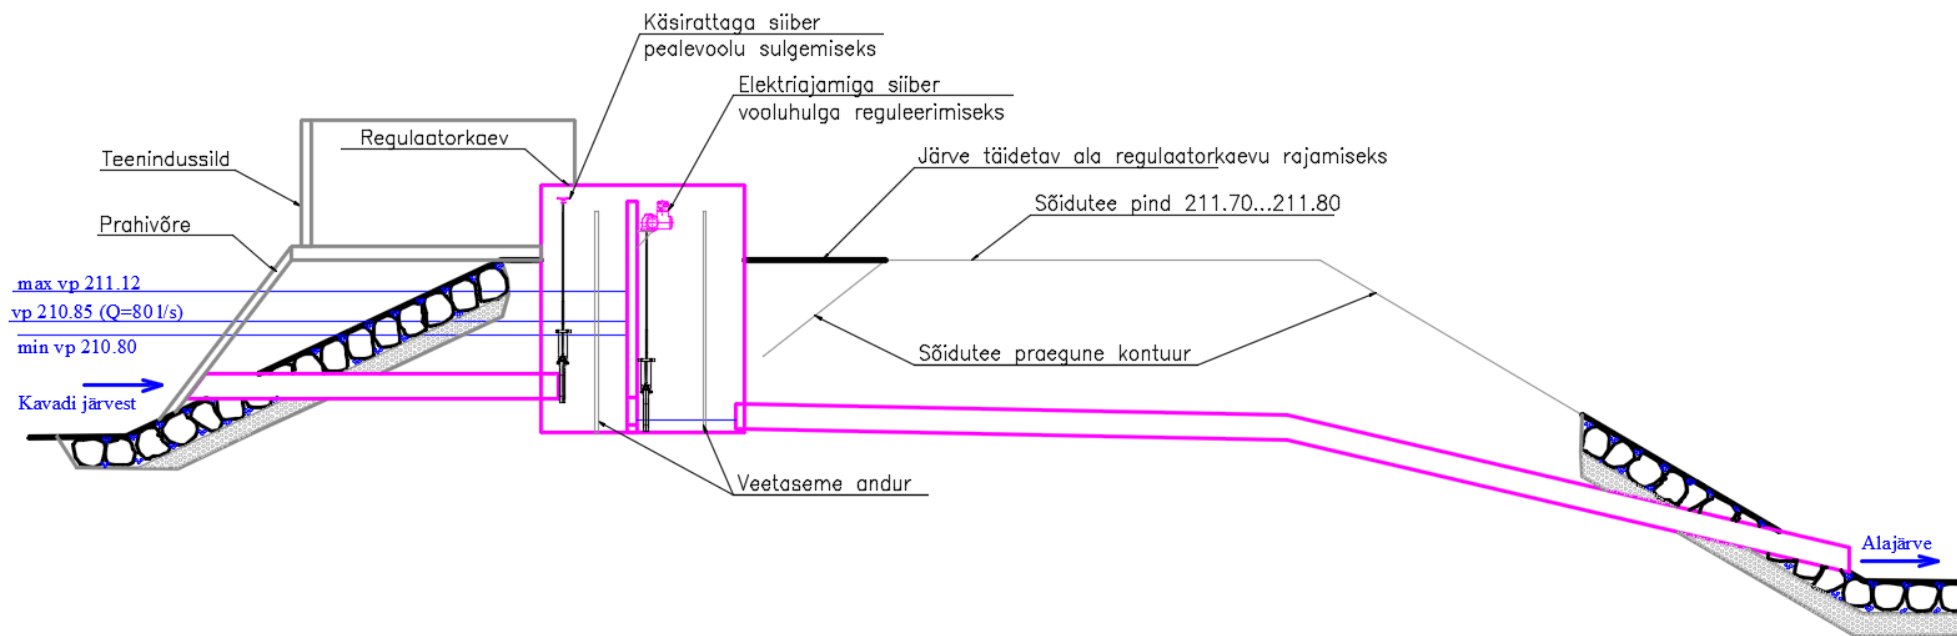 Käsirattaga siiber
pealevoolu sulgemiseks
Elektriajamiga siiber
vooluhulga reguleerimiseks
Regulaatorkaev
Teenindussild
Järve täidetav ala regulaatorkaevu rajamiseks
Sõidutee pind 211.70...211.80
Prahivõre
max vp 211.12
vp 210.85 (Q=80 l/s)
min vp 210.80
Sõidutee praegune kontuur
Kavadi järvest
Veetaseme andur
Alajärve